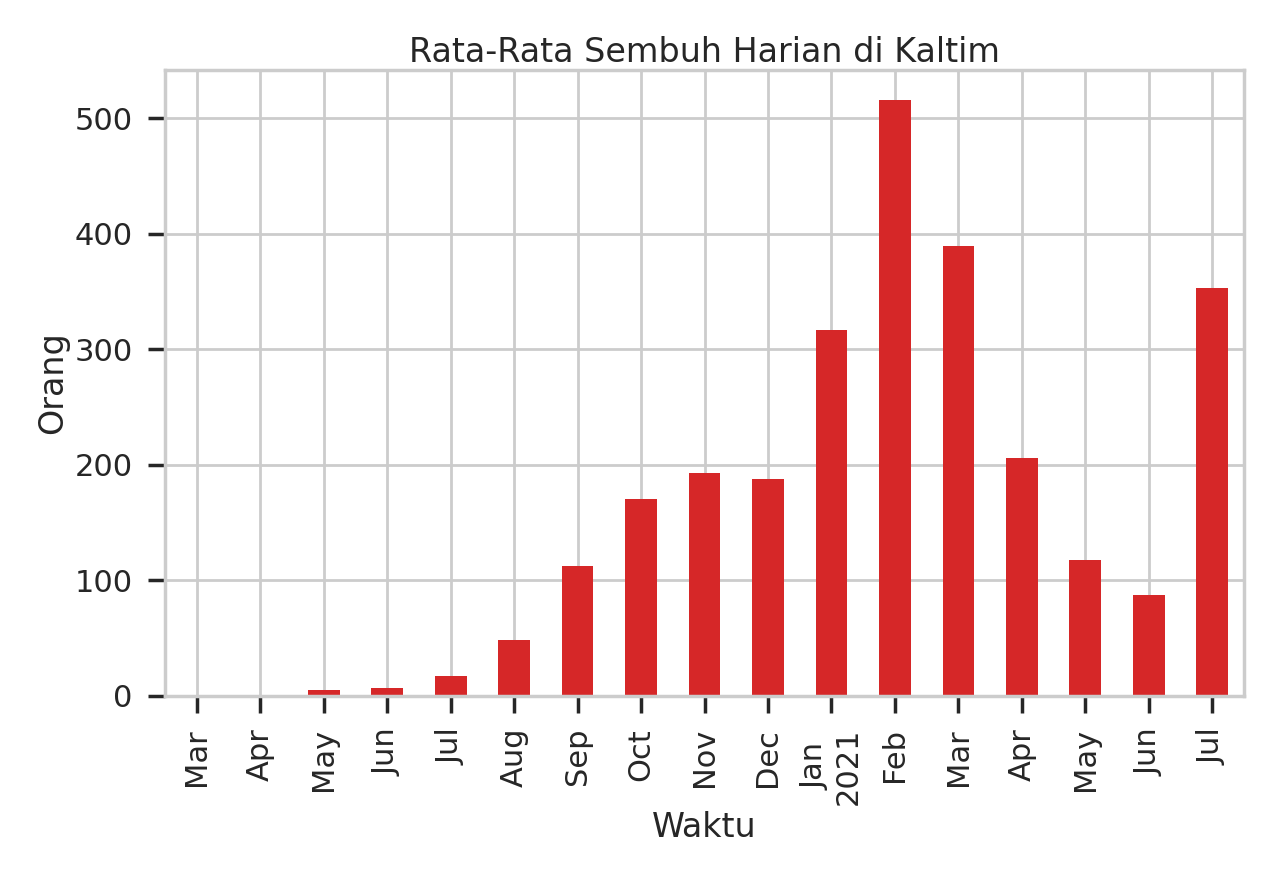 Rata-Rata Sembuh Harian di Kaltim
Orang
500
400
300
200
100
0
Mar
Apr
May
Jun
Jul
Aug
Sep
Oct
Nov
Dec
Jan
2021
Feb
Mar
Apr
May
Jun
Jul
Waktu